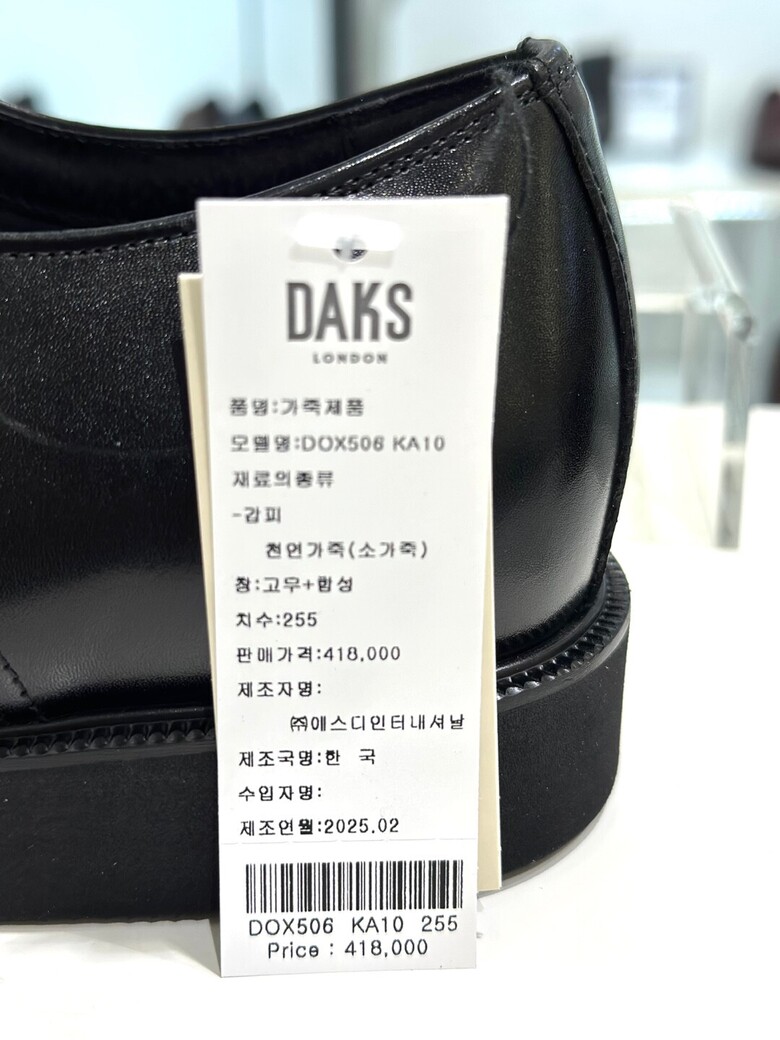 DAKS
LONDON
품명:가죽제품
모델명:DOX506 KA10
재료의종류
-갑피
천연가죽(소가죽)
창:고무+합성
치수:255
판매가격:418,000
제조자명:
㈜에스디인터내셔날
제조국명:한 국
수입자명:
제조연월:2025.02
DOX506 KA10 255
Price : 418,000